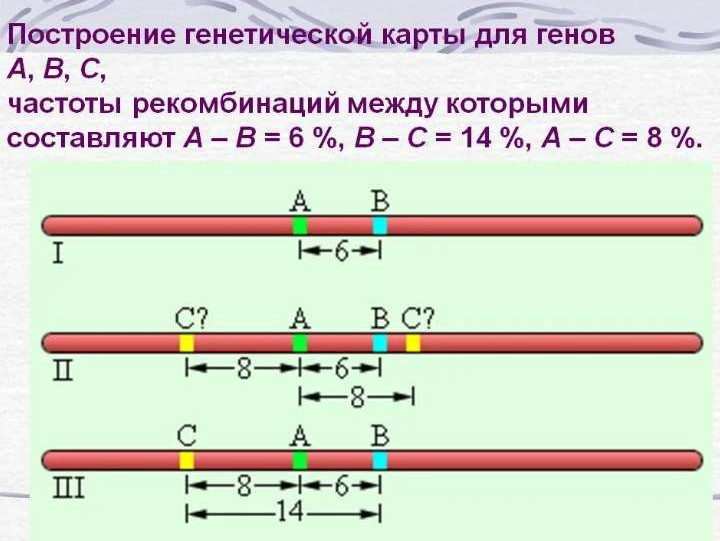 Построение генетической карты для генов
A, B, C,
частоты рекомбинаций между которыми
составляют A – B = 6 %, B – C = 14 %, A – C = 8 %.
A B
I 6
C? A B C?
II 8 6
8
C A B
III 8 6
14